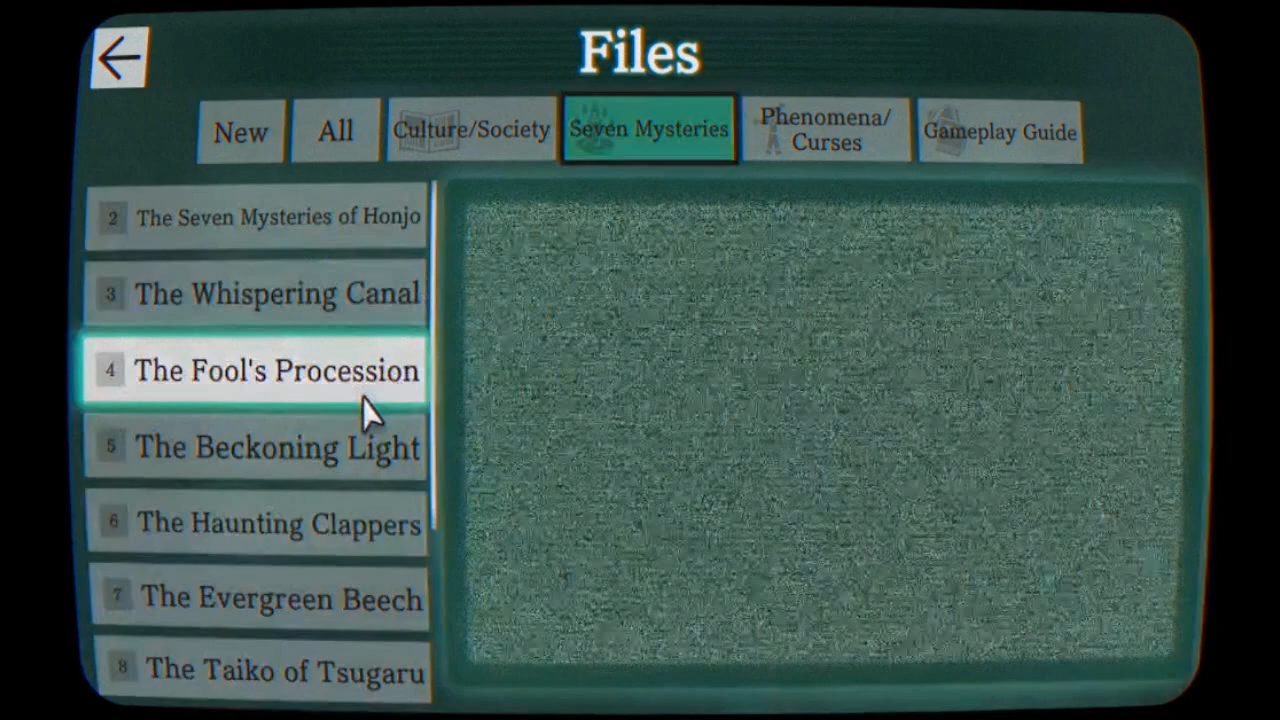 Files
New
All
Culture/Society
Seven Mysteries
Phenomena/
Curses
Gameplay Guide
2 The Seven Mysteries of Honjo
3 The Whispering Canal
4 The Fool's Procession
5 The Beckoning Light
6 The Haunting Clappers
7 The Evergreen Beech
8 The Taiko of Tsugaru